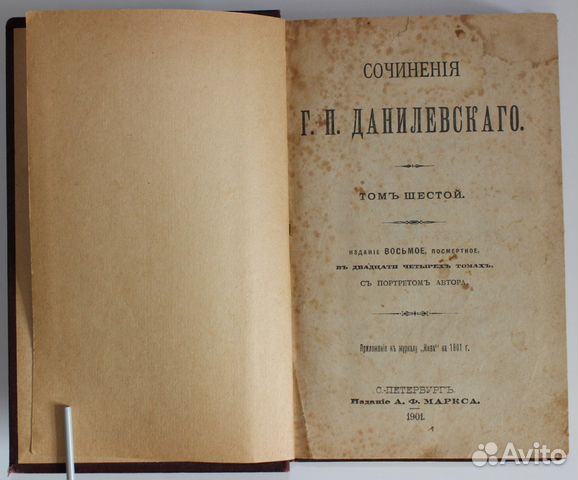 СОЧИНЕНІЯ
Г. П. ДАНИЛЕВСКАГО.
ТОМЪ ШЕСТОЙ.
ИЗДАНІЕ ВОСЬМОЕ, ПОСМЕРТНОЕ,
ВЪ ДВАДЦАТИ ЧЕТЫРЕХЪ ТОМАХЪ,
СЪ ПОРТРЕТОМЪ АВТОРА.
Приложеніе къ журналу „Нива" на 1901 г.
С.-ПЕТЕРБУРГЪ.
Изданіе А. Ф. МАРКСА.
1901.
1
Avito